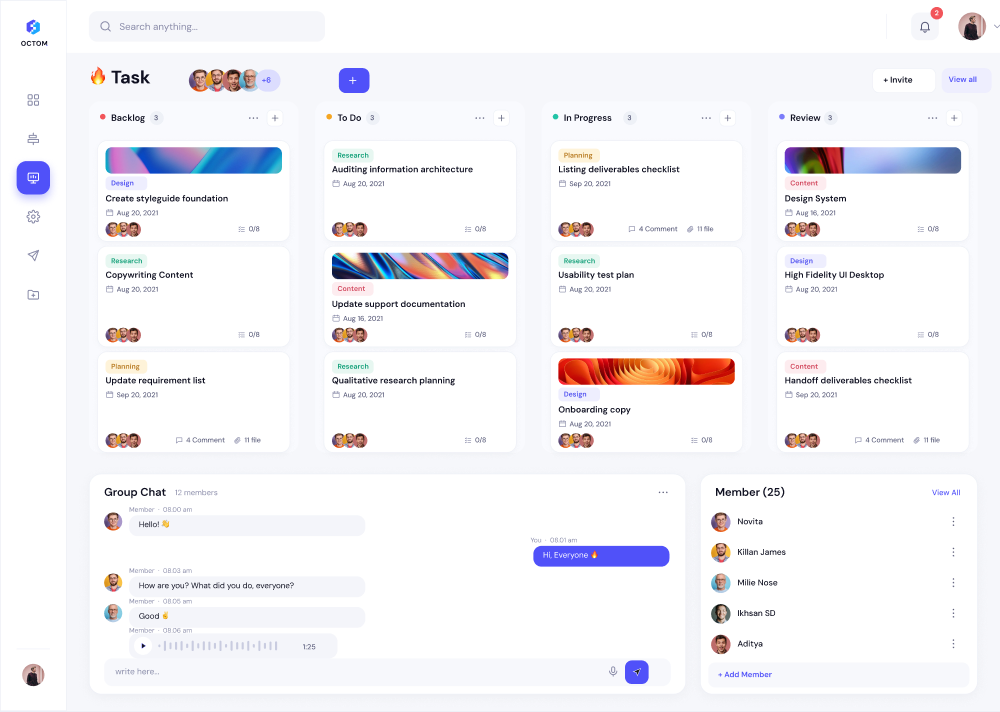 OCTOM
Search anything...
2
🔥 Task
+6
+
+ Invite
View all
Backlog 3 ··· +
Design
Create styleguide foundation
Aug 20, 2021
0/8
Research
Copywriting Content
Aug 20, 2021
0/8
Planning
Update requirement list
Sep 20, 2021
4 Comment 11 file
To Do 3 ··· +
Research
Auditing information architecture
Aug 20, 2021
0/8
Content
Update support documentation
Aug 16, 2021
0/8
Research
Qualitative research planning
Aug 20, 2021
0/8
In Progress 3 ··· +
Planning
Listing deliverables checklist
Sep 20, 2021
4 Comment 11 file
Research
Usability test plan
Aug 20, 2021
0/8
Design
Onboarding copy
Aug 20, 2021
0/8
Review 3 ··· +
Content
Design System
Aug 16, 2021
0/8
Design
High Fidelity UI Desktop
Aug 20, 2021
0/8
Content
Handoff deliverables checklist
Sep 20, 2021
4 Comment 11 file
Group Chat 12 members ···
Member · 08.00 am
Hello! 👋
You · 08.01 am
Hi, Everyone 🔥
Member · 08.03 am
How are you? What did you do, everyone?
Member · 08.05 am
Good ✌
Member · 08.06 am
1:25
write here...
Member (25) View All
Novita
Killan James
Milie Nose
Ikhsan SD
Aditya
+ Add Member